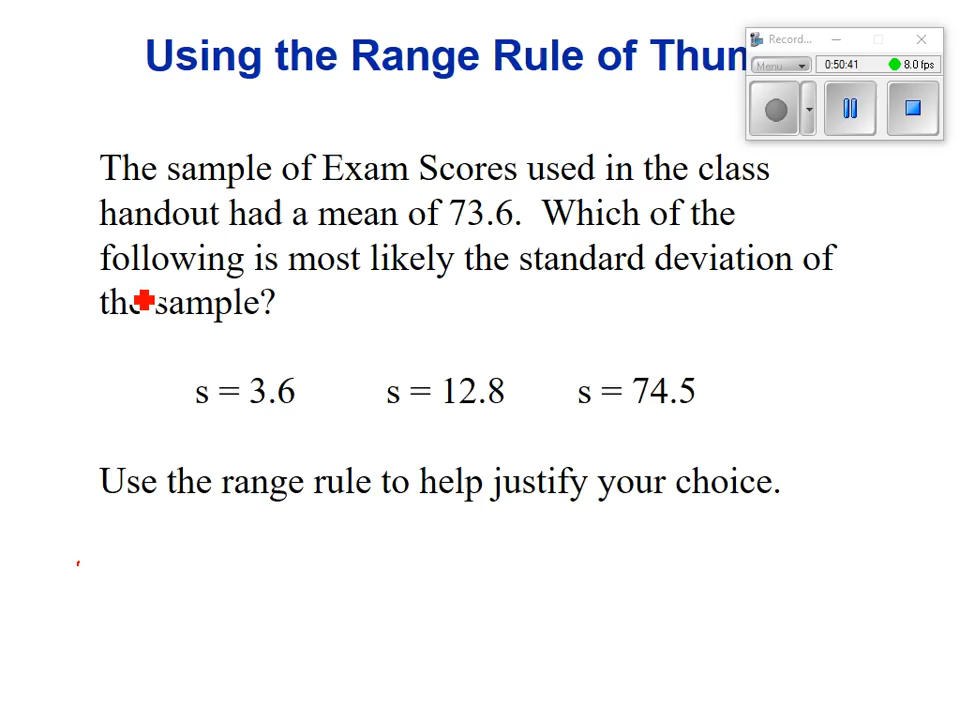 Using the Range Rule of Thum
Record...
Menu
0:50:41
8.0 fps
The sample of Exam Scores used in the class
handout had a mean of 73.6. Which of the
following is most likely the standard deviation of
the sample?
s = 3.6 s = 12.8 s = 74.5
Use the range rule to help justify your choice.